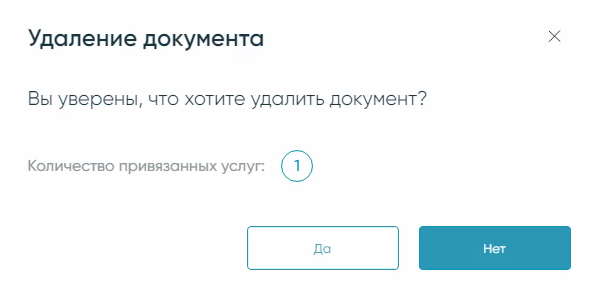 Удаление документа
Вы уверены, что хотите удалить документ?
Количество привязанных услуг: 1
Да Нет